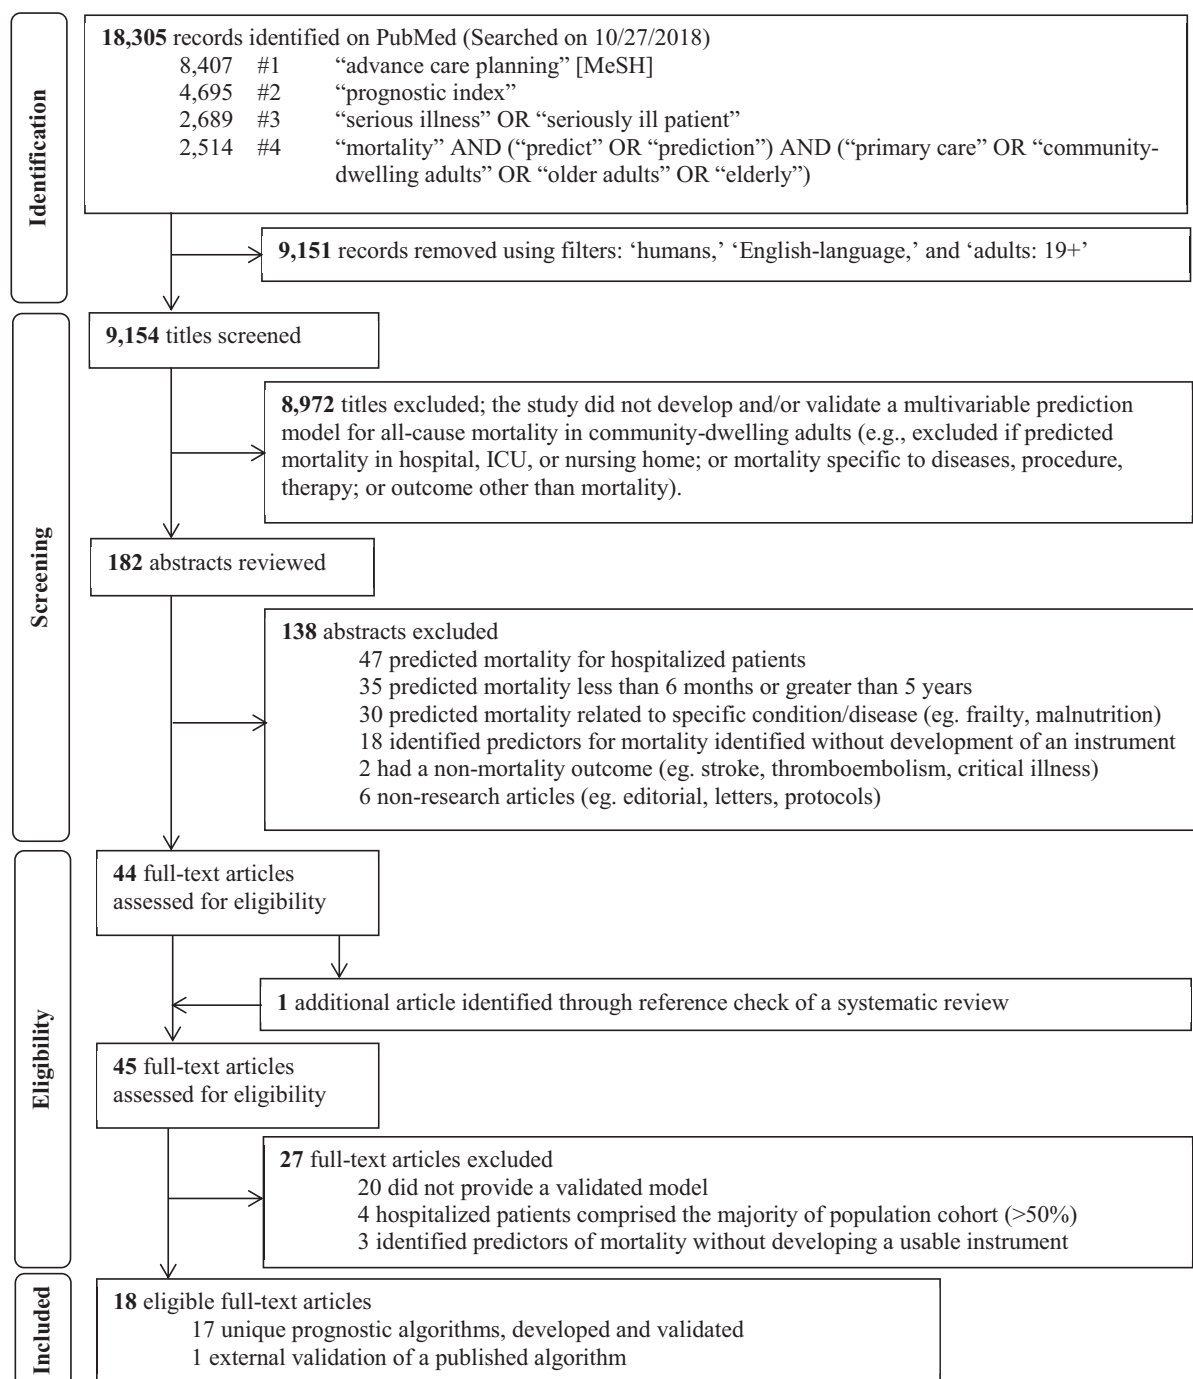 Identification
18,305 records identified on PubMed (Searched on 10/27/2018)
8,407 #1 “advance care planning” [MeSH]
4,695 #2 “prognostic index”
2,689 #3 “serious illness” OR “seriously ill patient”
2,514 #4 “mortality” AND (“predict” OR “prediction”) AND (“primary care” OR “community-
dwelling adults” OR “older adults” OR “elderly”)
9,151 records removed using filters: ‘humans,’ ‘English-language,’ and ‘adults: 19+’
Screening
9,154 titles screened
8,972 titles excluded; the study did not develop and/or validate a multivariable prediction
model for all-cause mortality in community-dwelling adults (e.g., excluded if predicted
mortality in hospital, ICU, or nursing home; or mortality specific to diseases, procedure,
therapy; or outcome other than mortality).
182 abstracts reviewed
138 abstracts excluded
47 predicted mortality for hospitalized patients
35 predicted mortality less than 6 months or greater than 5 years
30 predicted mortality related to specific condition/disease (eg. frailty, malnutrition)
18 identified predictors for mortality identified without development of an instrument
2 had a non-mortality outcome (eg. stroke, thromboembolism, critical illness)
6 non-research articles (eg. editorial, letters, protocols)
Eligibility
44 full-text articles
assessed for eligibility
1 additional article identified through reference check of a systematic review
45 full-text articles
assessed for eligibility
27 full-text articles excluded
20 did not provide a validated model
4 hospitalized patients comprised the majority of population cohort (>50%)
3 identified predictors of mortality without developing a usable instrument
Included
18 eligible full-text articles
17 unique prognostic algorithms, developed and validated
1 external validation of a published algorithm